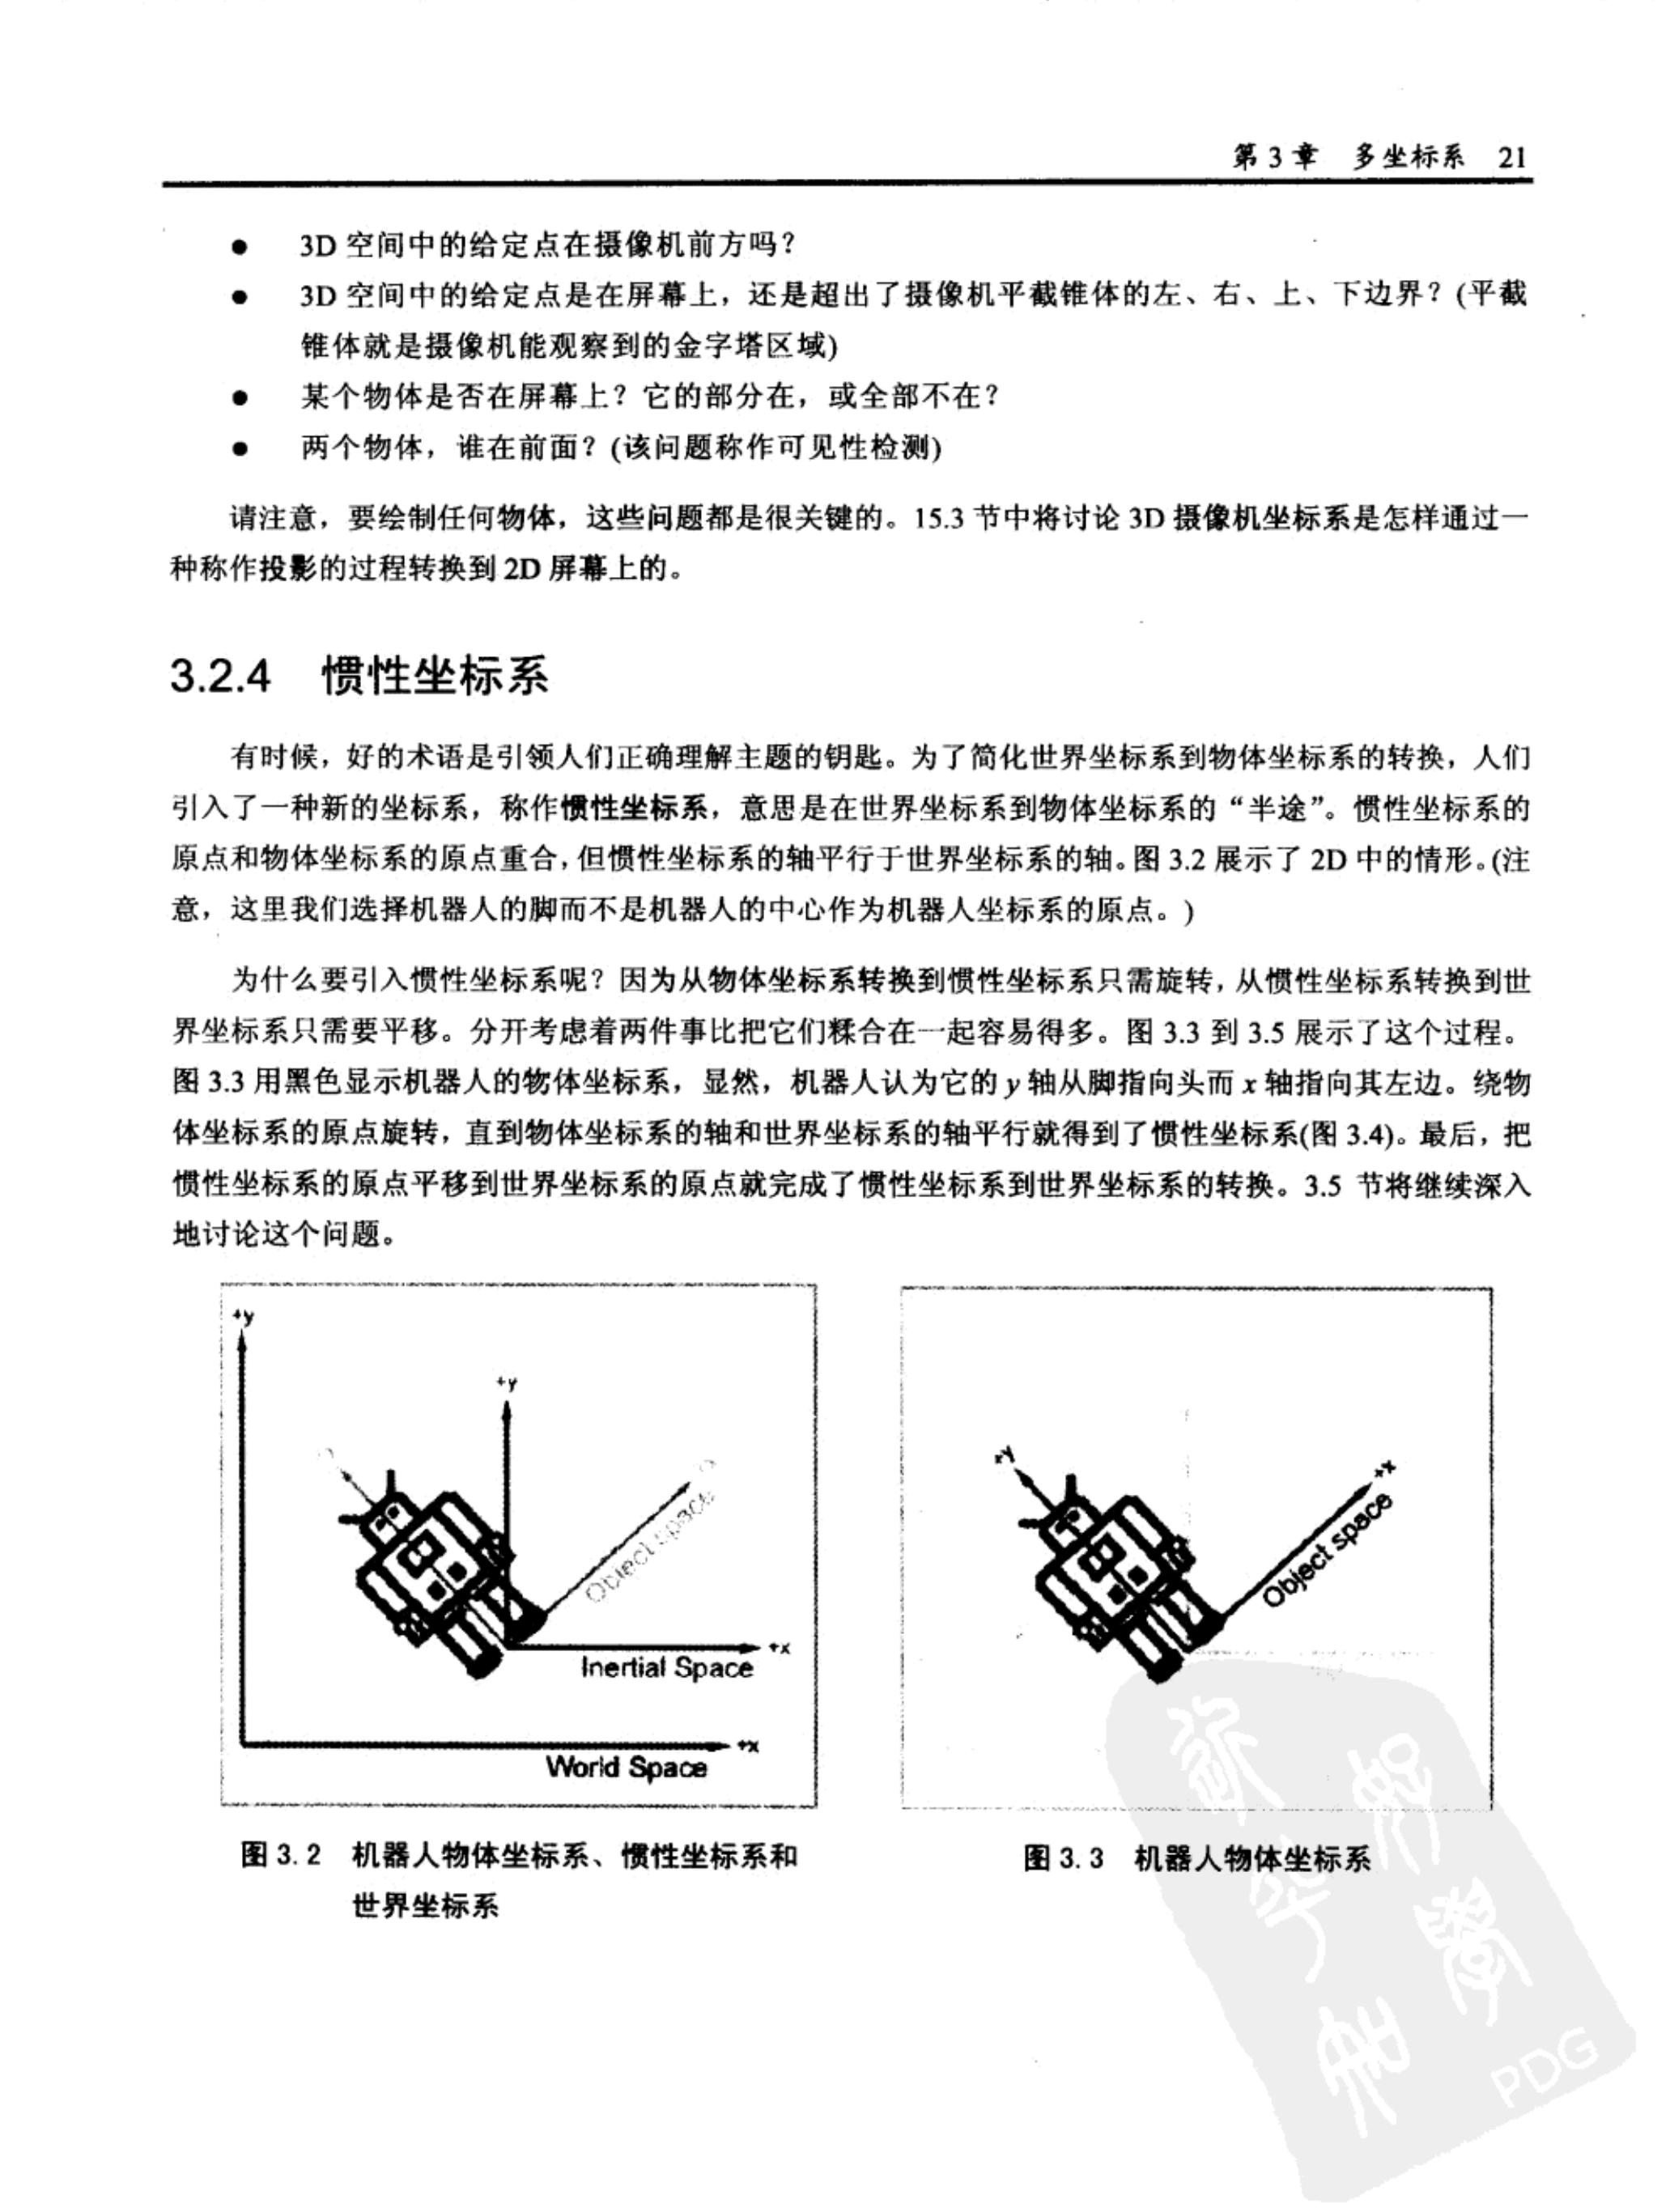 第3章 多坐标系 21
● 3D 空间中的给定点在摄像机前方吗？
● 3D 空间中的给定点是在屏幕上，还是超出了摄像机平截锥体的左、右、上、下边界？(平截
锥体就是摄像机能观察到的金字塔区域)
● 某个物体是否在屏幕上？它的部分在，或全部不在？
● 两个物体，谁在前面？(该问题称作可见性检测)
请注意，要绘制任何物体，这些问题都是很关键的。15.3 节中将讨论 3D 摄像机坐标系是怎样通过一
种称作投影的过程转换到 2D 屏幕上的。
3.2.4 惯性坐标系
有时候，好的术语是引领人们正确理解主题的钥匙。为了简化世界坐标系到物体坐标系的转换，人们
引入了一种新的坐标系，称作惯性坐标系，意思是在世界坐标系到物体坐标系的“半途”。惯性坐标系的
原点和物体坐标系的原点重合，但惯性坐标系的轴平行于世界坐标系的轴。图 3.2 展示了 2D 中的情形。(注
意，这里我们选择机器人的脚而不是机器人的中心作为机器人坐标系的原点。)
为什么要引入惯性坐标系呢？因为从物体坐标系转换到惯性坐标系只需旋转，从惯性坐标系转换到世
界坐标系只需要平移。分开考虑着两件事比把它们糅合在一起容易得多。图 3.3 到 3.5 展示了这个过程。
图 3.3 用黑色显示机器人的物体坐标系，显然，机器人认为它的 y 轴从脚指向头而 x 轴指向其左边。绕物
体坐标系的原点旋转，直到物体坐标系的轴和世界坐标系的轴平行就得到了惯性坐标系(图 3.4)。最后，把
惯性坐标系的原点平移到世界坐标系的原点就完成了惯性坐标系到世界坐标系的转换。3.5 节将继续深入
地讨论这个问题。
+y
+y
Object space
+x
Inertial Space
+x
World Space
+y
+x
Object space
图 3.2 机器人物体坐标系、惯性坐标系和
世界坐标系
图 3.3 机器人物体坐标系
PDG